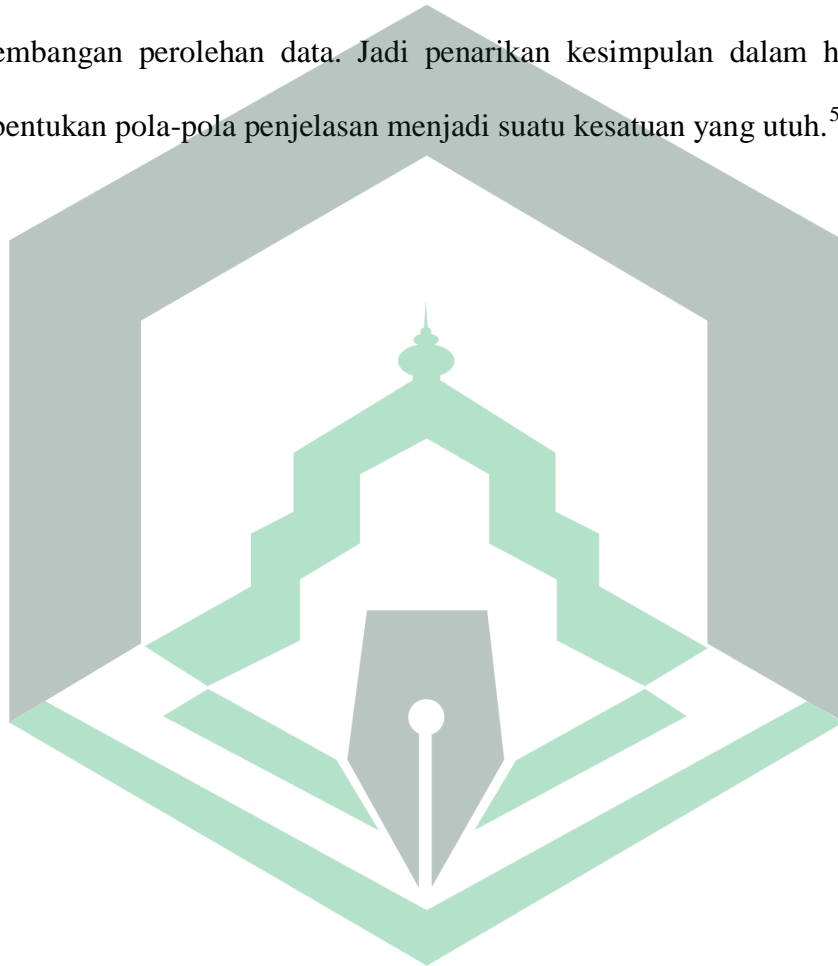 embangan perolehan data. Jadi penarikan kesimpulan dalam h
bentukan pola-pola penjelasan menjadi suatu kesatuan yang utuh.⁵